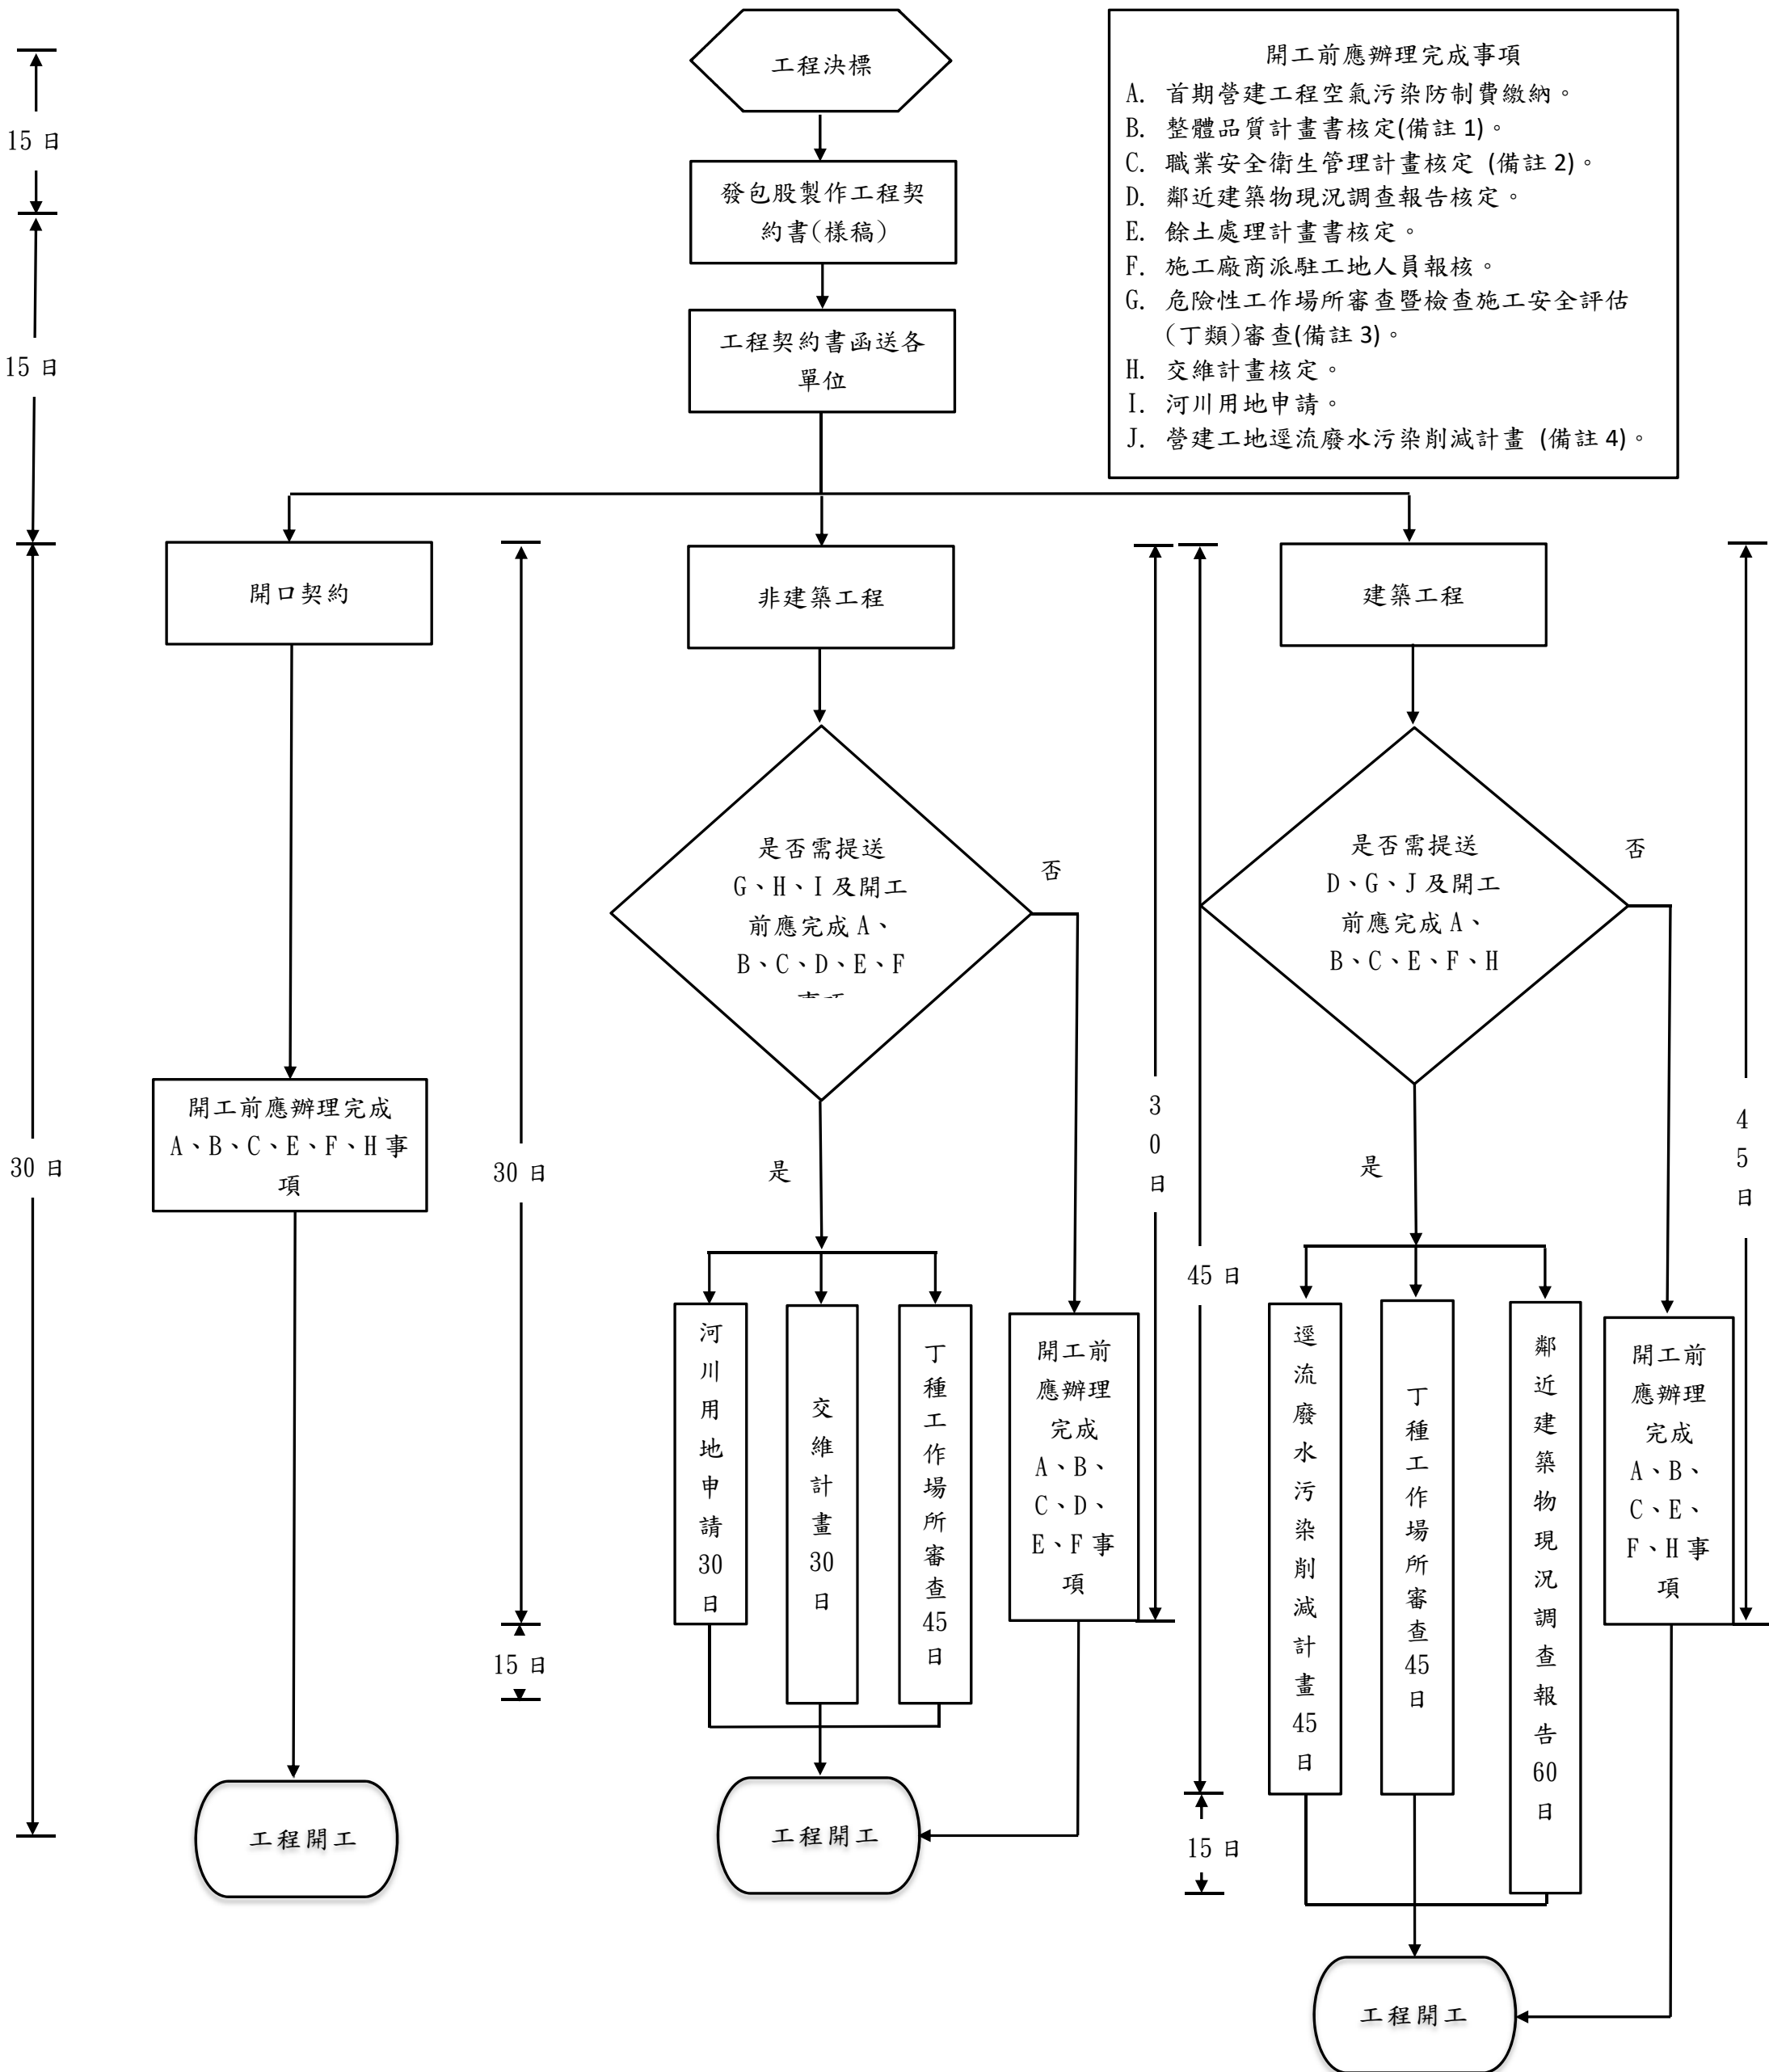 工程決標
開工前應辦理完成事項
A. 首期營建工程空氣污染防制費繳納。
B. 整體品質計畫書核定(備註 1)。
C. 職業安全衛生管理計畫核定 (備註 2)。
D. 鄰近建築物現況調查報告核定。
E. 餘土處理計畫書核定。
F. 施工廠商派駐工地人員報核。
G. 危險性工作場所審查暨檢查施工安全評估
(丁類)審查(備註 3)。
H. 交維計畫核定。
I. 河川用地申請。
J. 營建工地逕流廢水污染削減計畫 (備註 4)。
15 日
發包股製作工程契
約書(樣稿)
15 日
工程契約書函送各
單位
開口契約
非建築工程
建築工程
是否需提送
G、H、I 及開工
前應完成 A、
B、C、D、E、F
否
是否需提送
D、G、J 及開工
前應完成 A、
B、C、E、F、H
否
30 日
開工前應辦理完成
A、B、C、E、F、H 事
項
30 日
是
3
0
日
是
4
5
日
45 日
河
川
用
地
申
請
30
日
交
維
計
畫
30
日
丁
種
工
作
場
所
審
查
45
日
開工前
應辦理
完成
A、B、
C、D、
E、F 事
項
逕
流
廢
水
污
染
削
減
計
畫
45
日
丁
種
工
作
場
所
審
查
45
日
鄰
近
建
築
物
現
況
調
查
報
告
60
日
開工前
應辦理
完成
A、B、
C、E、
F、H 事
項
15 日
15 日
工程開工
工程開工
工程開工